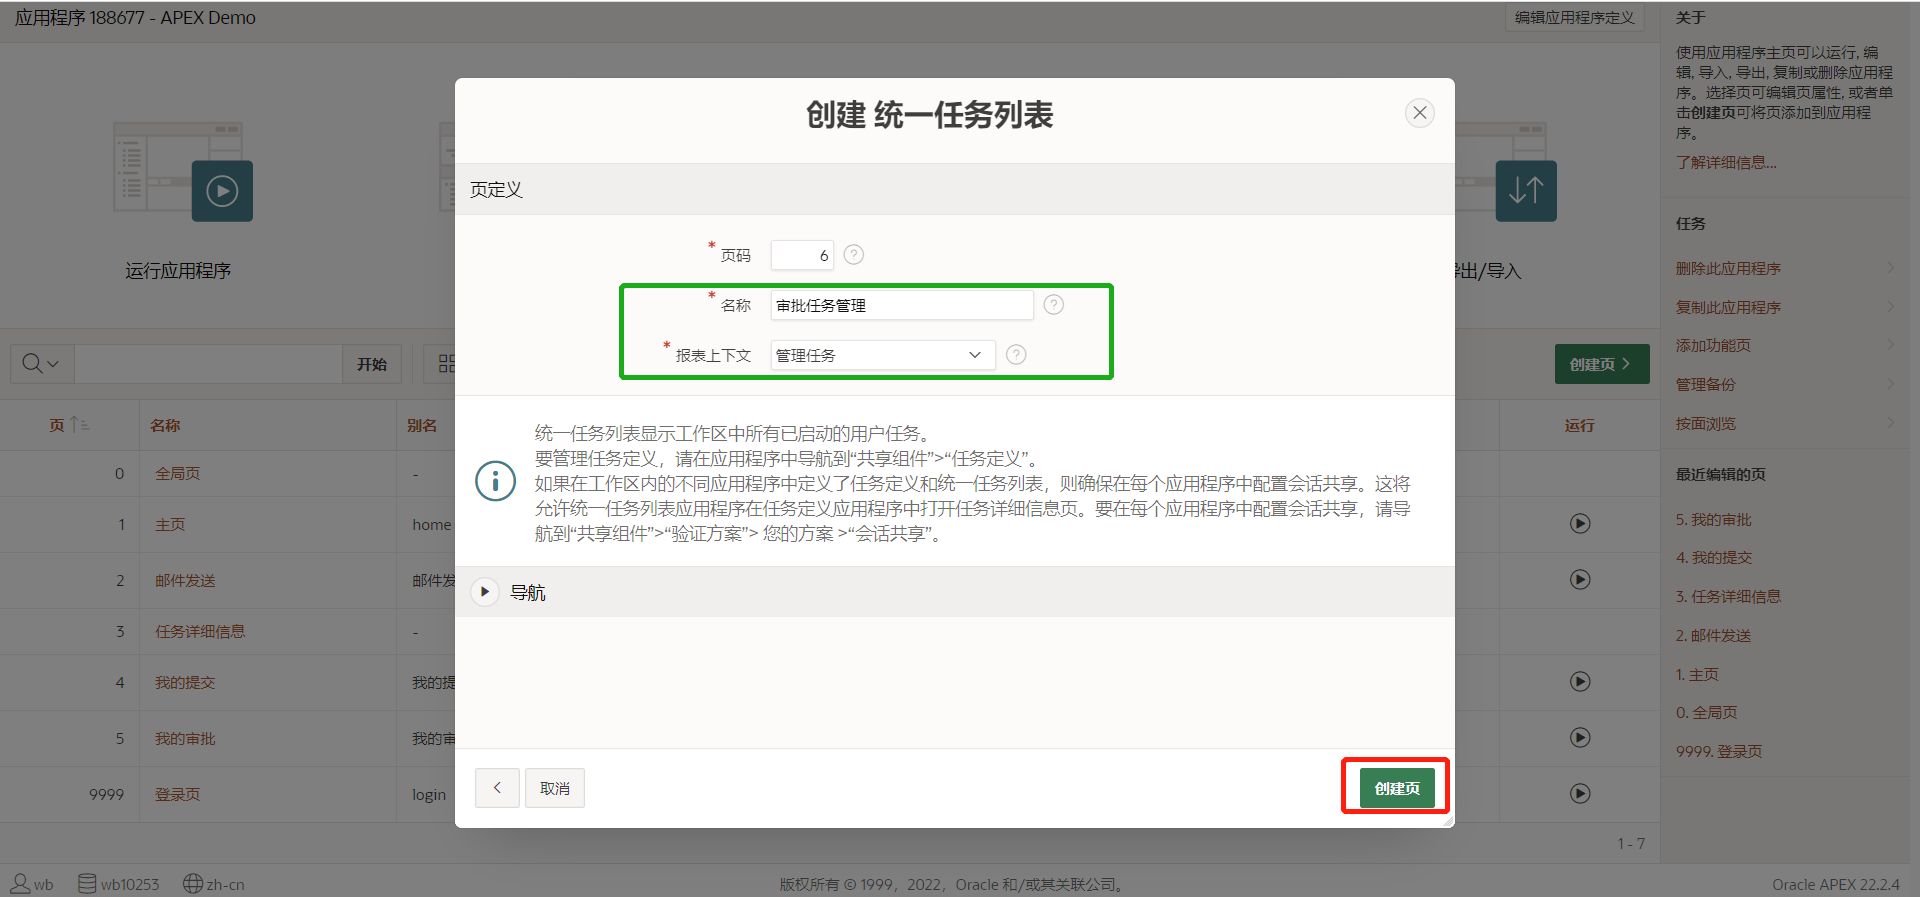 应用程序 188677 - APEX Demo
编辑应用程序定义
运行应用程序
出/导入
开始
创建页
页
名称
别名
运行
0
全局页
-
1
主页
home
2
邮件发送
邮件发
3
任务详细信息
-
4
我的提交
我的提
5
我的审批
我的审
9999
登录页
login
1 - 7
创建 统一任务列表
页定义
* 页码
6
* 名称
审批任务管理
* 报表上下文
管理任务
统一任务列表显示工作区中所有已启动的用户任务。
要管理任务定义，请在应用程序中导航到“共享组件”>“任务定义”。
如果在工作区内的不同应用程序中定义了任务定义和统一任务列表，则确保在每个应用程序中配置会话共享。这将
允许统一任务列表应用程序在任务定义应用程序中打开任务详细信息页。要在每个应用程序中配置会话共享，请导
航到“共享组件”>“验证方案”> 您的方案 >“会话共享”。
导航
取消
创建页
关于
使用应用程序主页可以运行, 编
辑, 导入, 导出, 复制或删除应用程
序。选择页可编辑页属性, 或者单
击创建页可将页添加到应用程
序。
了解详细信息...
任务
删除此应用程序
复制此应用程序
添加功能页
管理备份
按面浏览
最近编辑的页
5. 我的审批
4. 我的提交
3. 任务详细信息
2. 邮件发送
1. 主页
0. 全局页
9999. 登录页
wb
wb10253
zh-cn
版权所有 © 1999，2022，Oracle 和/或其关联公司。
Oracle APEX 22.2.4